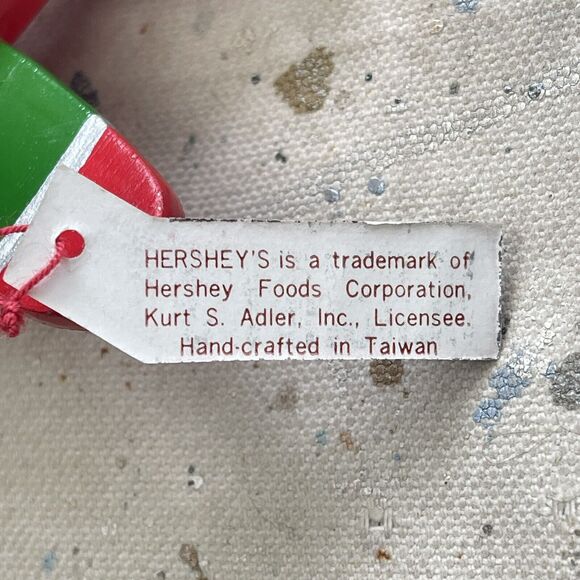 HERSHEY'S is a trademark of
Hershey Foods Corporation,
Kurt S. Adler, Inc., Licensee.
Hand-crafted in Taiwan